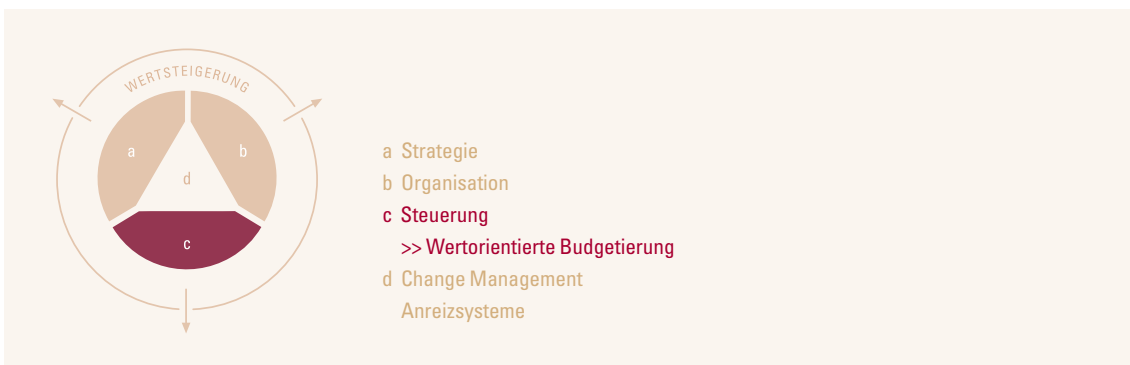 WERTSTEIGERUNG
a
b
d
c
a Strategie
b Organisation
c Steuerung
>> Wertorientierte Budgetierung
d Change Management
Anreizsysteme